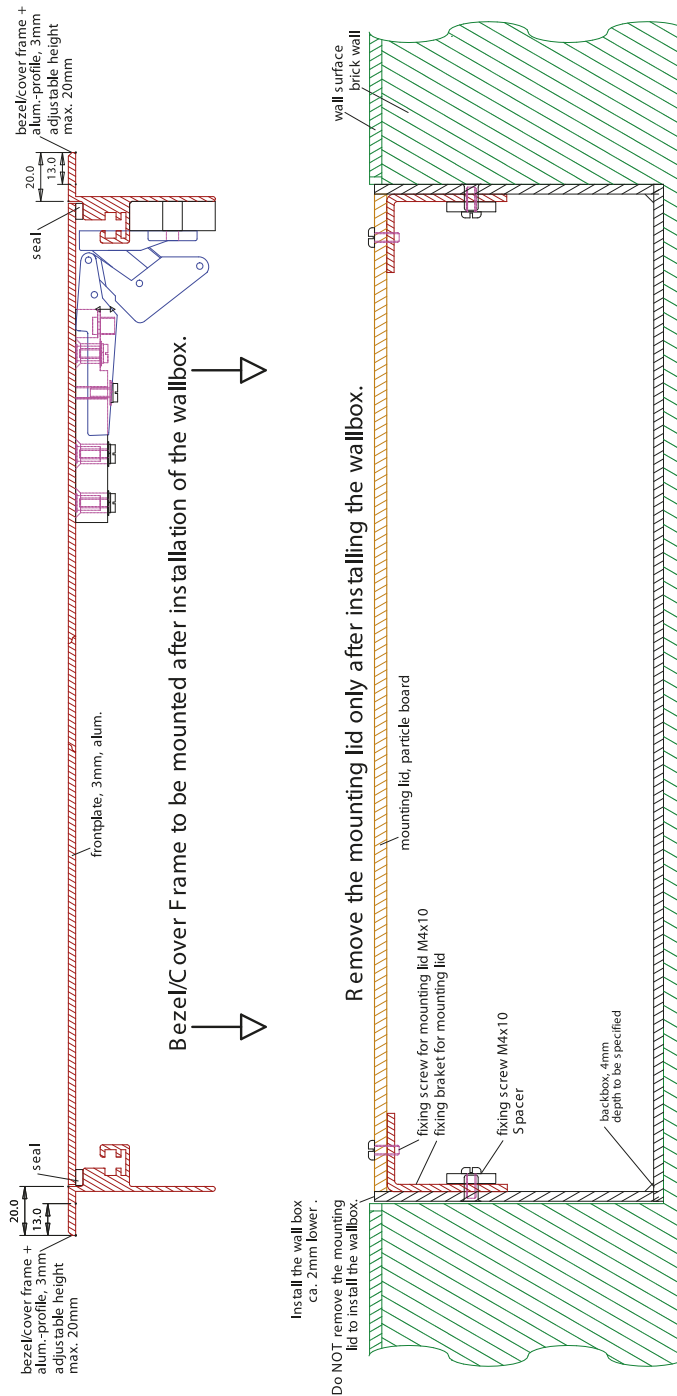 bezel/cover frame +
alum.-profile, 3mm
adjustable height
max. 20mm
20.0
13.0
seal
frontplate, 3mm, alum.
seal
20.0
13.0
bezel/cover frame +
alum.-profile, 3mm
adjustable height
max. 20mm
Bezel/Cover Frame to be mounted after installation of the wallbox.
Install the wall box
ca. 2mm lower .
Do NOT remove the mounting
lid to install the wallbox.
Remove the mounting lid only after installing the wallbox.
fixing screw for mounting lid M4x10
fixing braket for mounting lid
mounting lid, particle board
fixing screw M4x10
Spacer
backbox, 4mm
depth to be specified
wall surface
brick wall